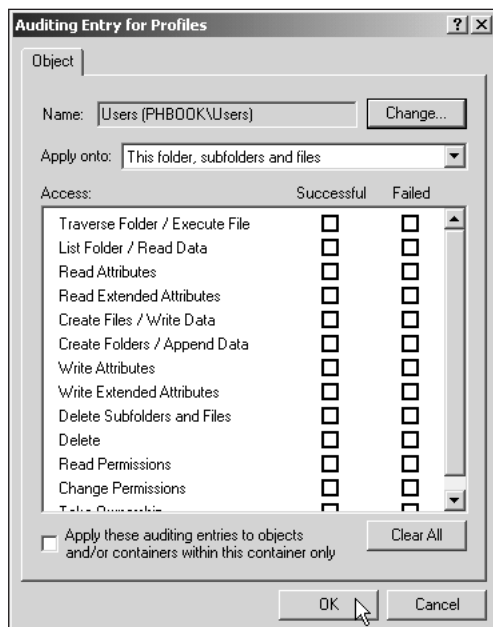 Auditing Entry for Profiles
Object
Name: Users (PHBOOK\Users) Change...
Apply onto: This folder, subfolders and files
Access: Successful Failed
Traverse Folder / Execute File
List Folder / Read Data
Read Attributes
Read Extended Attributes
Create Files / Write Data
Create Folders / Append Data
Write Attributes
Write Extended Attributes
Delete Subfolders and Files
Delete
Read Permissions
Change Permissions
Take Ownership
Apply these auditing entries to objects
and/or containers within this container only
Clear All
OK Cancel